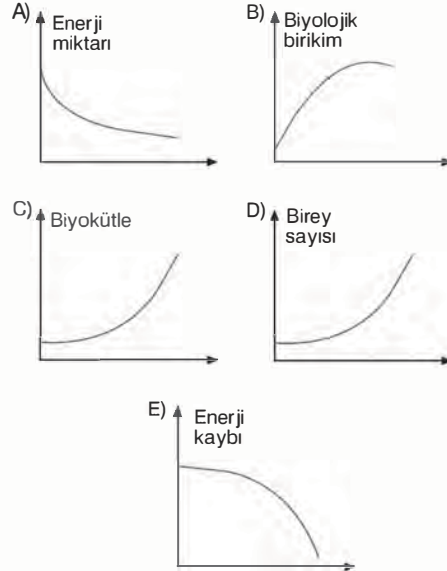 A) Enerji
miktarı
B) Biyolojik
birikim
C) Biyokütle
D) Birey
sayısı
E) Enerji
kaybı